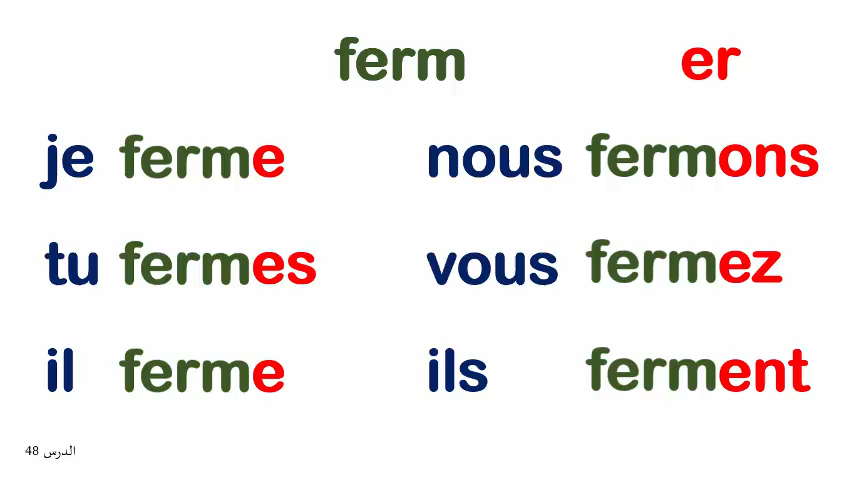 ferm er
je ferme nous fermons
tu fermes vous fermez
il ferme ils ferment
الدرس 48